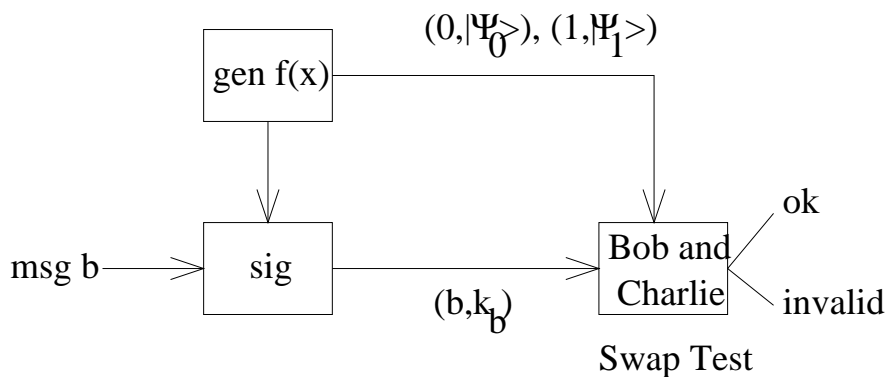 (0,|Ψ0>), (1,|Ψ1>)
gen f(x)
msg b
sig
(b,kb)
Bob and
Charlie
ok
invalid
Swap Test